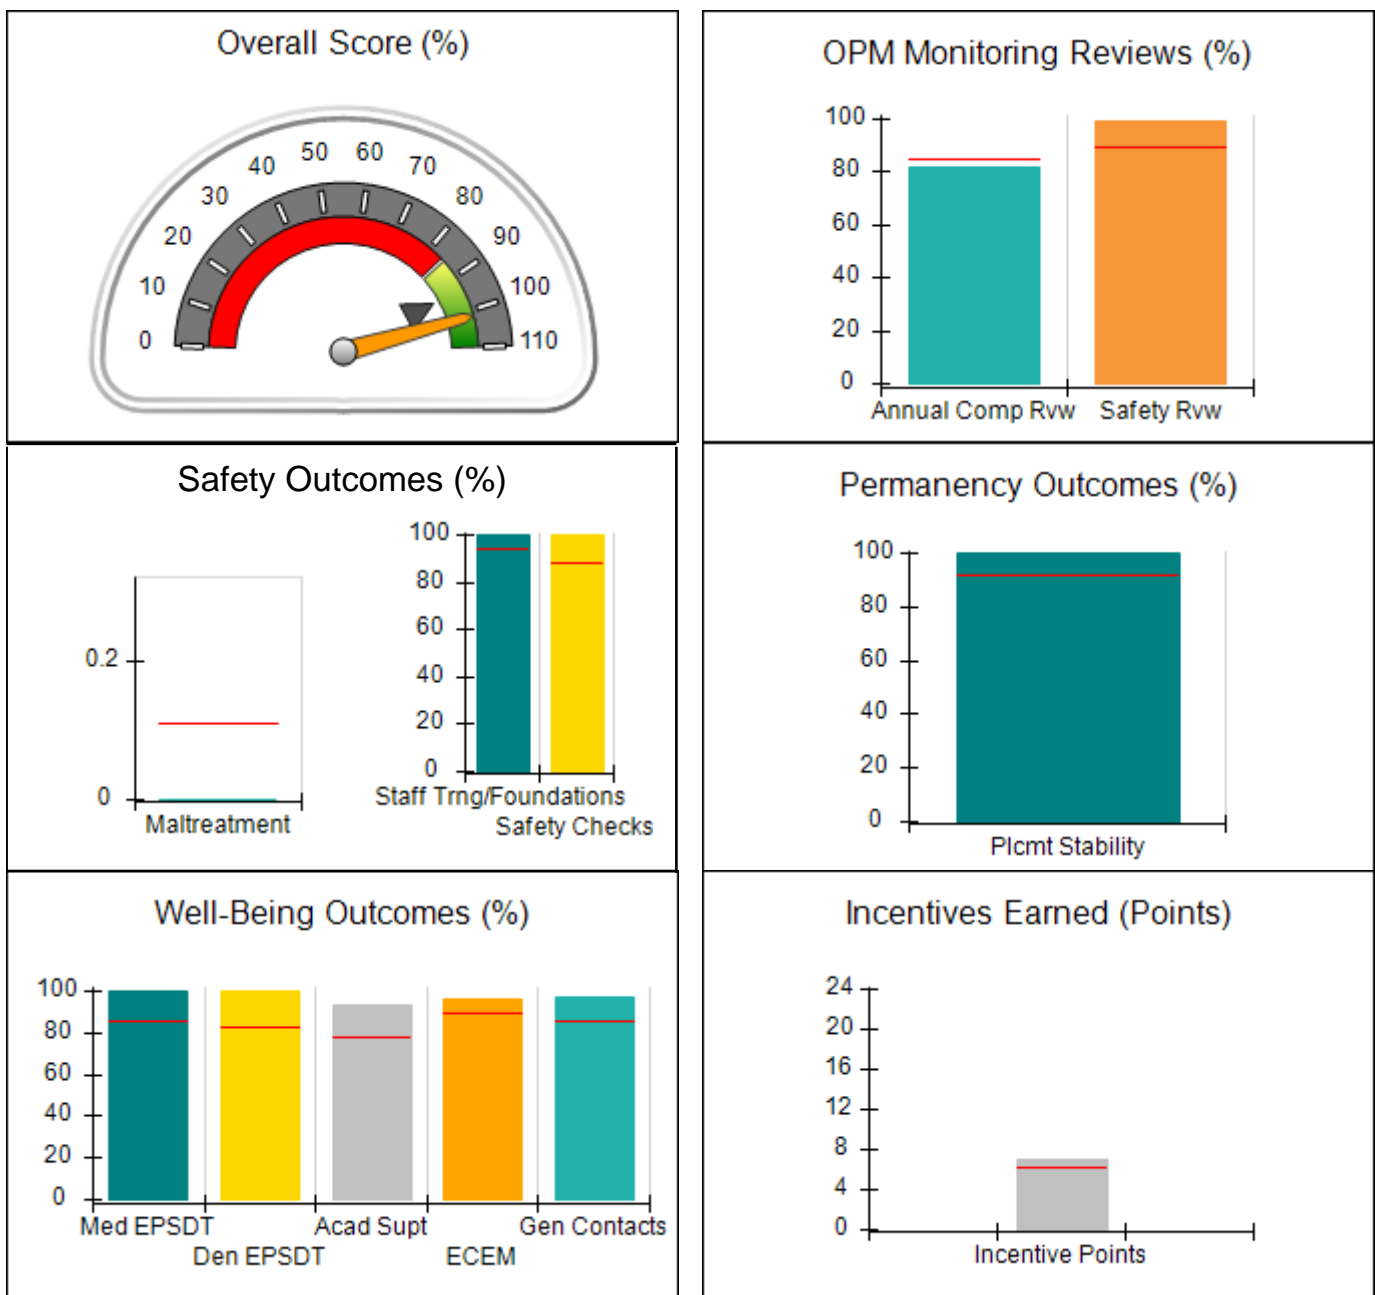 Overall Score (%)
0
10
20
30
40
50
60
70
80
90
100
110
OPM Monitoring Reviews (%)
100
80
60
40
20
0
Annual Comp Rvw
Safety Rvw
Safety Outcomes (%)
0.2
0
Maltreatment
100
80
60
40
20
0
Staff Trng/Foundations
Safety Checks
Permanency Outcomes (%)
100
80
60
40
20
0
Plcmt Stability
Well-Being Outcomes (%)
100
80
60
40
20
0
Med EPSDT
Den EPSDT
Acad Supt
ECEM
Gen Contacts
Incentives Earned (Points)
24
20
16
12
8
4
0
Incentive Points